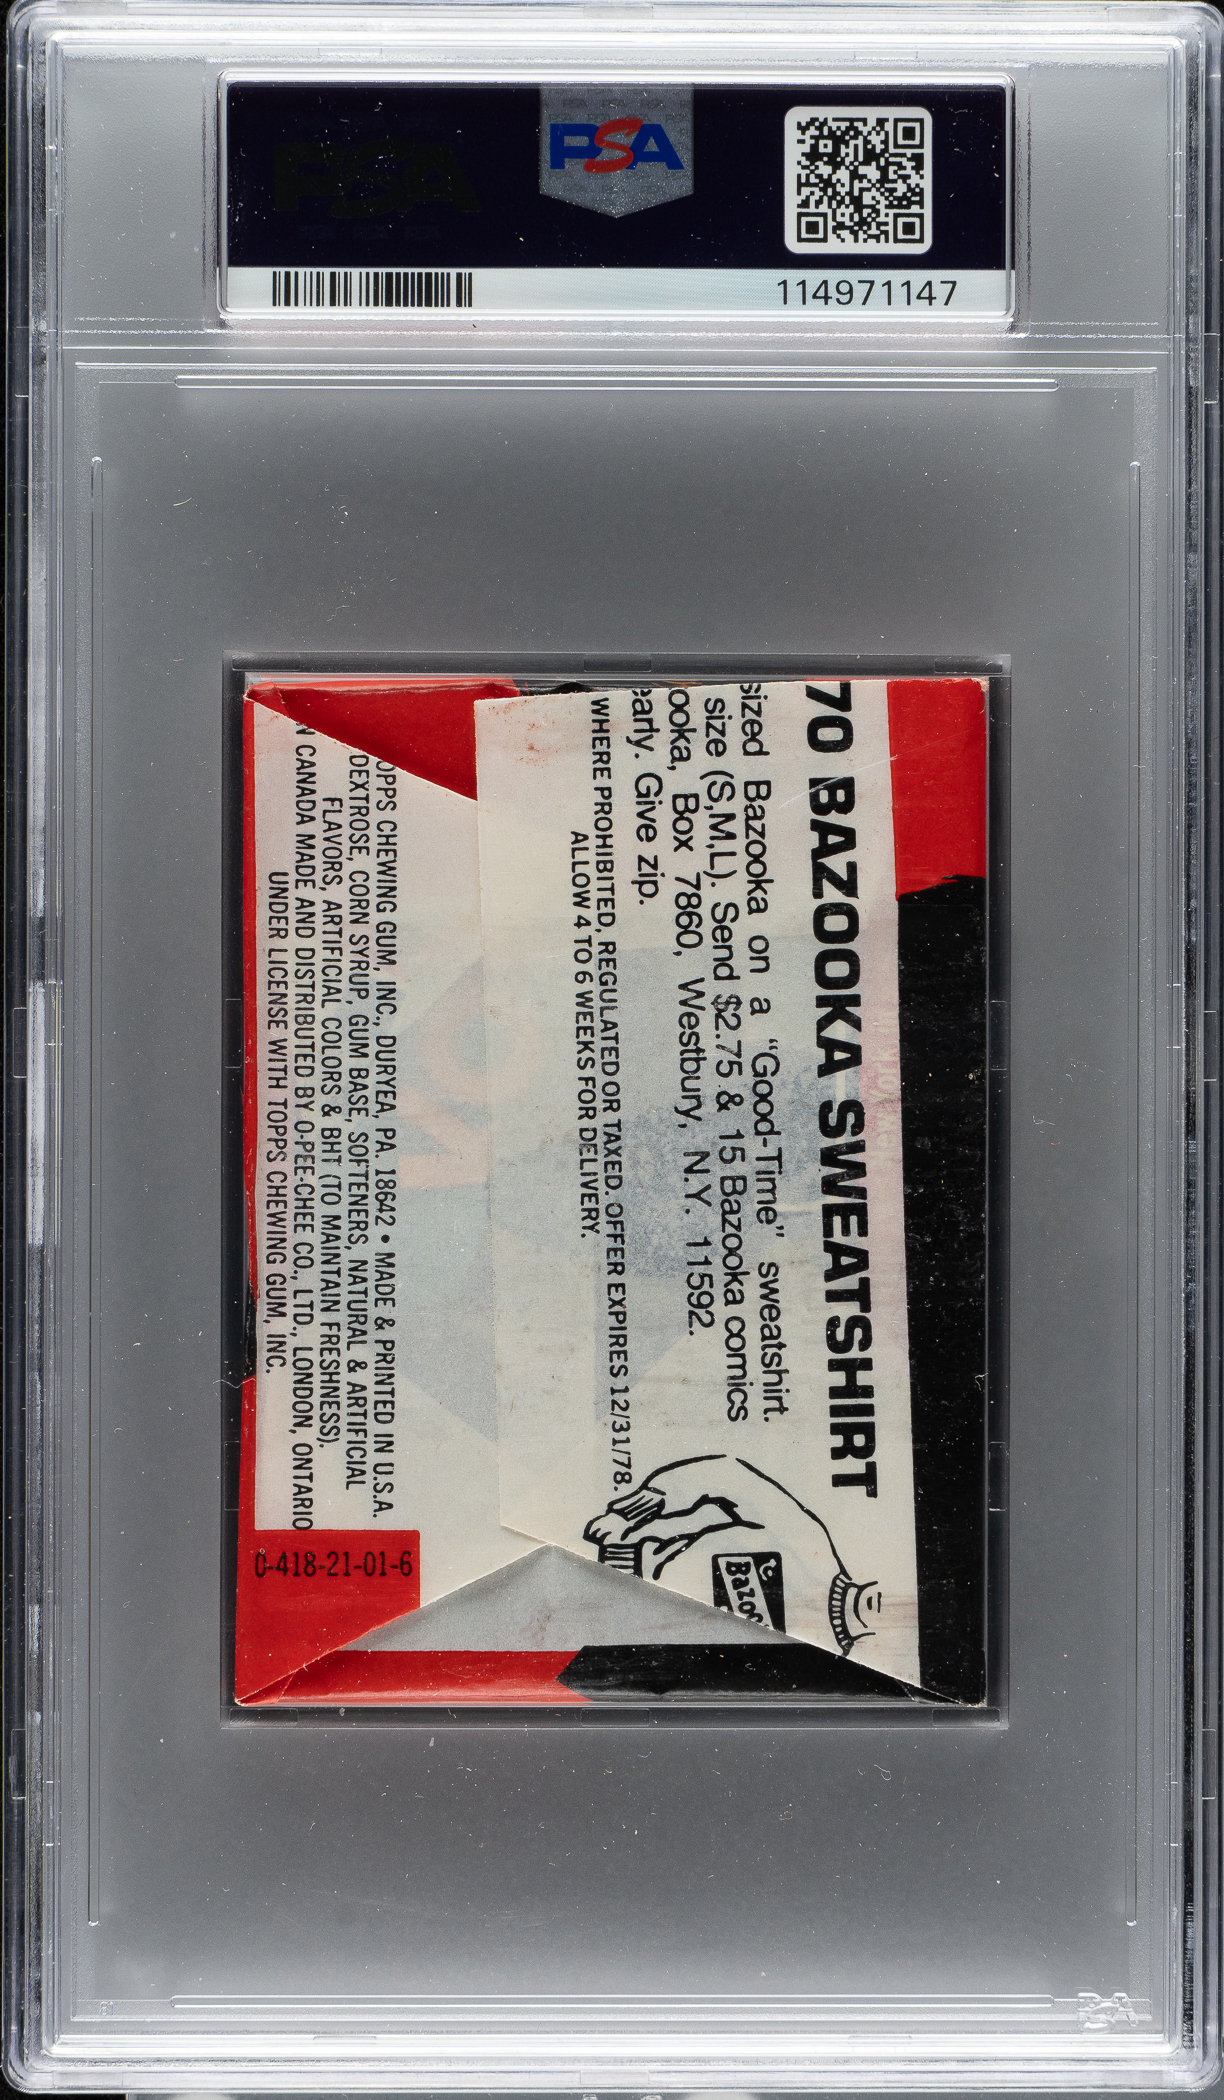 PSA
114971147
70 BAZOOKA SWEATSHIRT
sized Bazooka on a "Good-Time" sweatshirt.
size (S,M,L). Send $2.75 & 15 Bazooka comics
ooka, Box 7860, Westbury, N.Y. 11592.
early. Give zip.
WHERE PROHIBITED, REGULATED OR TAXED. OFFER EXPIRES 12/31/78.
ALLOW 4 TO 6 WEEKS FOR DELIVERY.
Bazoo
OPPS CHEWING GUM, INC., DURYEA, PA. 18642 • MADE & PRINTED IN U.S.A.
DEXTROSE, CORN SYRUP, GUM BASE, SOFTENERS, NATURAL & ARTIFICIAL
FLAVORS, ARTIFICIAL COLORS & BHT (TO MAINTAIN FRESHNESS).
N CANADA MADE AND DISTRIBUTED BY O-PEE-CHEE CO., LTD., LONDON, ONTARIO
UNDER LICENSE WITH TOPPS CHEWING GUM, INC.
0-418-21-01-6